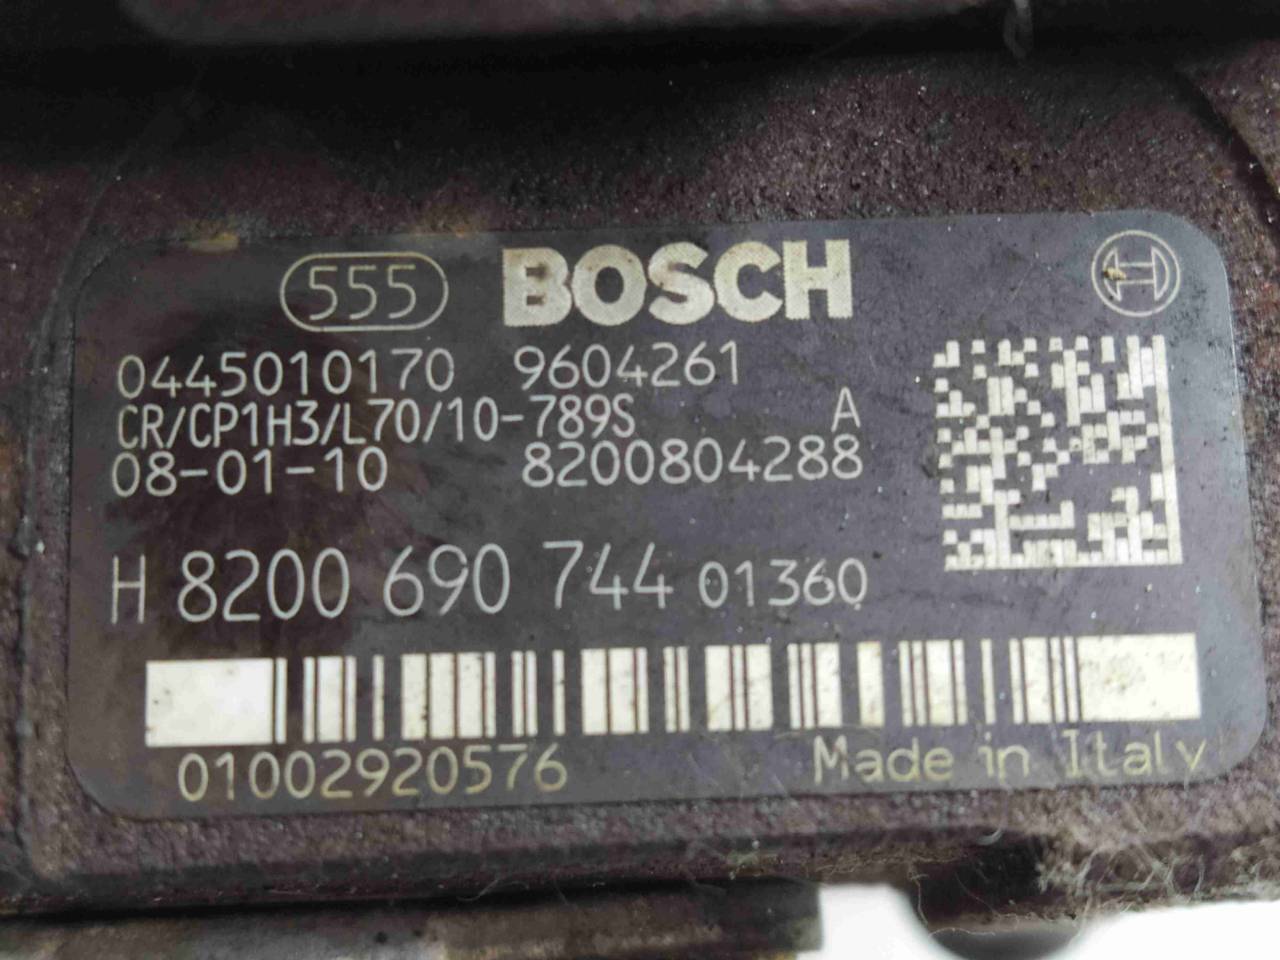 555 BOSCH
0445010170 9604261
CR/CP1H3/L70/10-789S A
08-01-10 8200804288
H 8200 690 744 01360
01002920576 Made in Italy